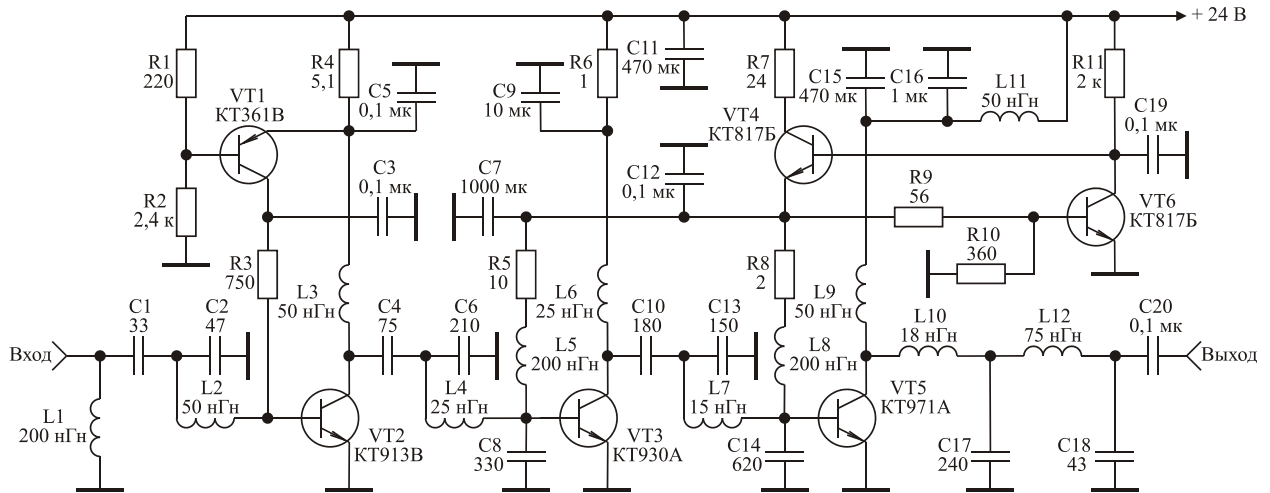 + 24 В
R1
220
R4
5,1
C5
0,1 мк
C9
10 мк
R6
1
C11
470 мк
R7
24
C15
470 мк
C16
1 мк
L11
50 нГн
R11
2 к
C19
0,1 мк
VT1
КТ361В
VT4
КТ817Б
R2
2,4 к
C3
0,1 мк
C7
1000 мк
C12
0,1 мк
R9
56
VT6
КТ817Б
R3
750
R5
10
R8
2
R10
360
L3
50 нГн
L6
25 нГн
L9
50 нГн
Вход
C1
33
C2
47
C4
75
C6
210
L5
200 нГн
C10
180
C13
150
L8
200 нГн
L10
18 нГн
L12
75 нГн
C20
0,1 мк
Выход
L1
200 нГн
L2
50 нГн
VT2
КТ913В
L4
25 нГн
C8
330
VT3
КТ930А
L7
15 нГн
C14
620
VT5
КТ971А
C17
240
C18
43